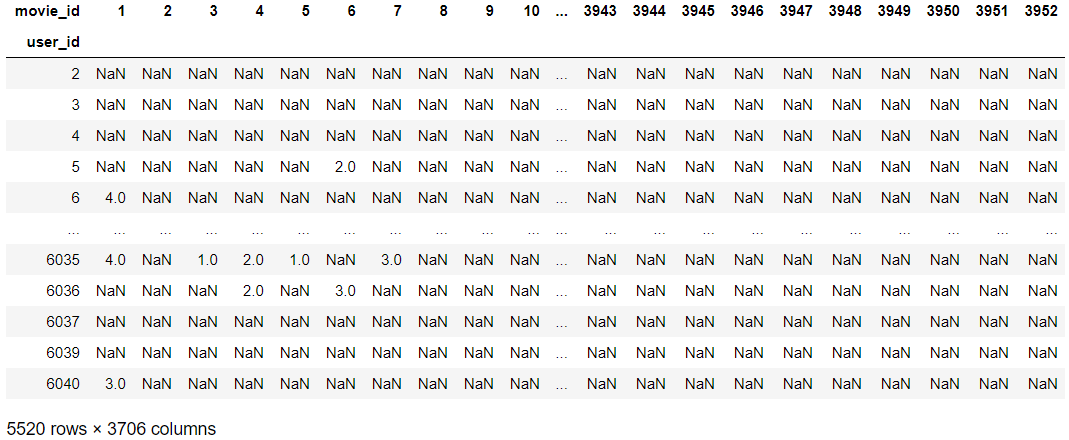 movie_id 1 2 3 4 5 6 7 8 9 10 ... 3943 3944 3945 3946 3947 3948 3949 3950 3951 3952
user_id
2 NaN NaN NaN NaN NaN NaN NaN NaN NaN NaN ... NaN NaN NaN NaN NaN NaN NaN NaN NaN NaN
3 NaN NaN NaN NaN NaN NaN NaN NaN NaN NaN ... NaN NaN NaN NaN NaN NaN NaN NaN NaN NaN
4 NaN NaN NaN NaN NaN NaN NaN NaN NaN NaN ... NaN NaN NaN NaN NaN NaN NaN NaN NaN NaN
5 NaN NaN NaN NaN NaN 2.0 NaN NaN NaN NaN ... NaN NaN NaN NaN NaN NaN NaN NaN NaN NaN
6 4.0 NaN NaN NaN NaN NaN NaN NaN NaN NaN ... NaN NaN NaN NaN NaN NaN NaN NaN NaN NaN
... ... ... ... ... ... ... ... ... ... ... ... ... ... ... ... ... ... ... ... ... ...
6035 4.0 NaN 1.0 2.0 1.0 NaN 3.0 NaN NaN NaN ... NaN NaN NaN NaN NaN NaN NaN NaN NaN NaN
6036 NaN NaN NaN 2.0 NaN 3.0 NaN NaN NaN NaN ... NaN NaN NaN NaN NaN NaN NaN NaN NaN NaN
6037 NaN NaN NaN NaN NaN NaN NaN NaN NaN NaN ... NaN NaN NaN NaN NaN NaN NaN NaN NaN NaN
6039 NaN NaN NaN NaN NaN NaN NaN NaN NaN NaN ... NaN NaN NaN NaN NaN NaN NaN NaN NaN NaN
6040 3.0 NaN NaN NaN NaN NaN NaN NaN NaN NaN ... NaN NaN NaN NaN NaN NaN NaN NaN NaN NaN
5520 rows × 3706 columns